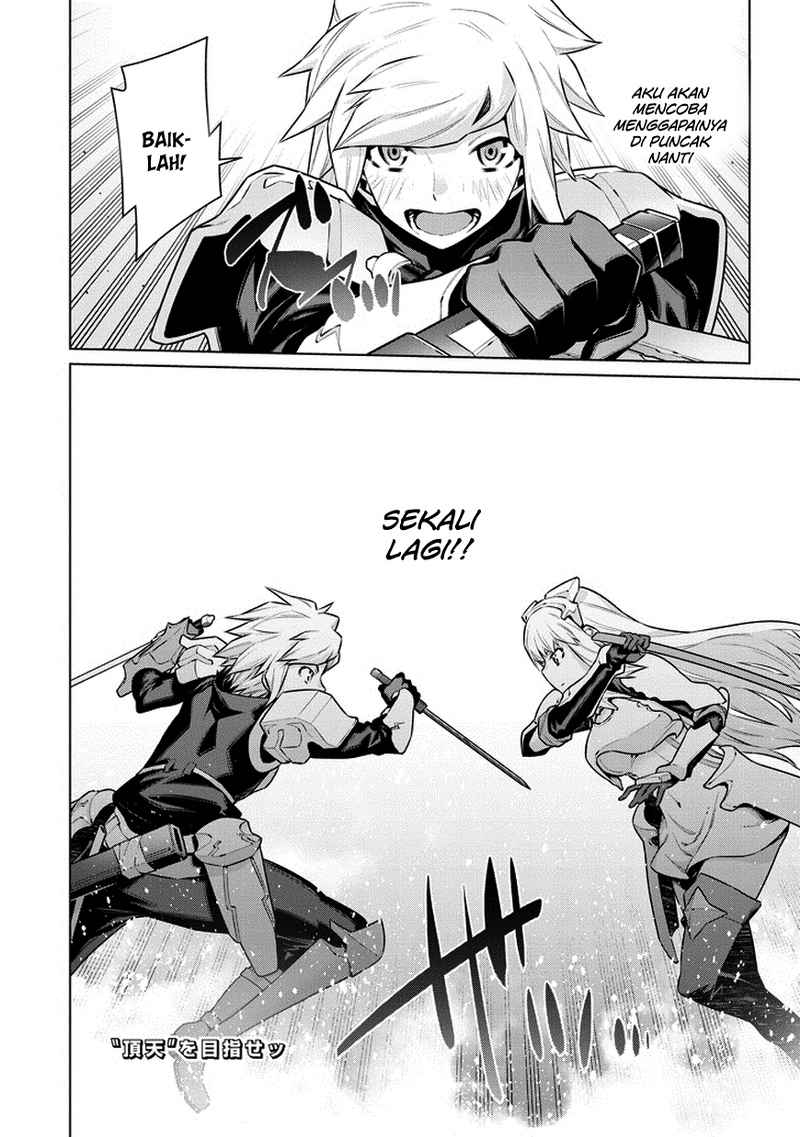 AKU AKAN
MENCOBA
MENGGAPAINYA
DI PUNCAK
NANTI
BAIK-
LAH!
SEKALI
LAGI!!
"頂天"を目指せッ